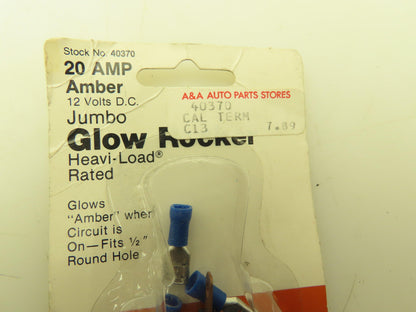 Stock No. 40370
20 AMP
Amber
12 Volts D.C.
Jumbo
Glow Rocker
Heavi-Load®
Rated
Glows
"Amber" when
Circuit is
On—Fits ½"
Round Hole
A&A AUTO PARTS STORES
40370
CAL TERM
C13 7.89